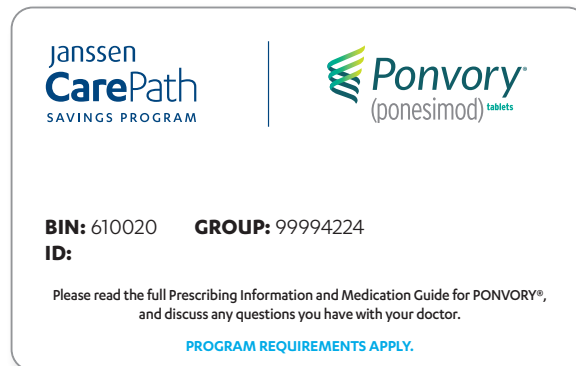 Janssen
CarePath
SAVINGS PROGRAM
Ponvory®
(ponesimod) tablets
BIN: 610020 GROUP: 99994224
ID:
Please read the full Prescribing Information and Medication Guide for PONVORY®,
and discuss any questions you have with your doctor.
PROGRAM REQUIREMENTS APPLY.